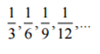 1/3, 1/6, 1/9, 1/12, ...